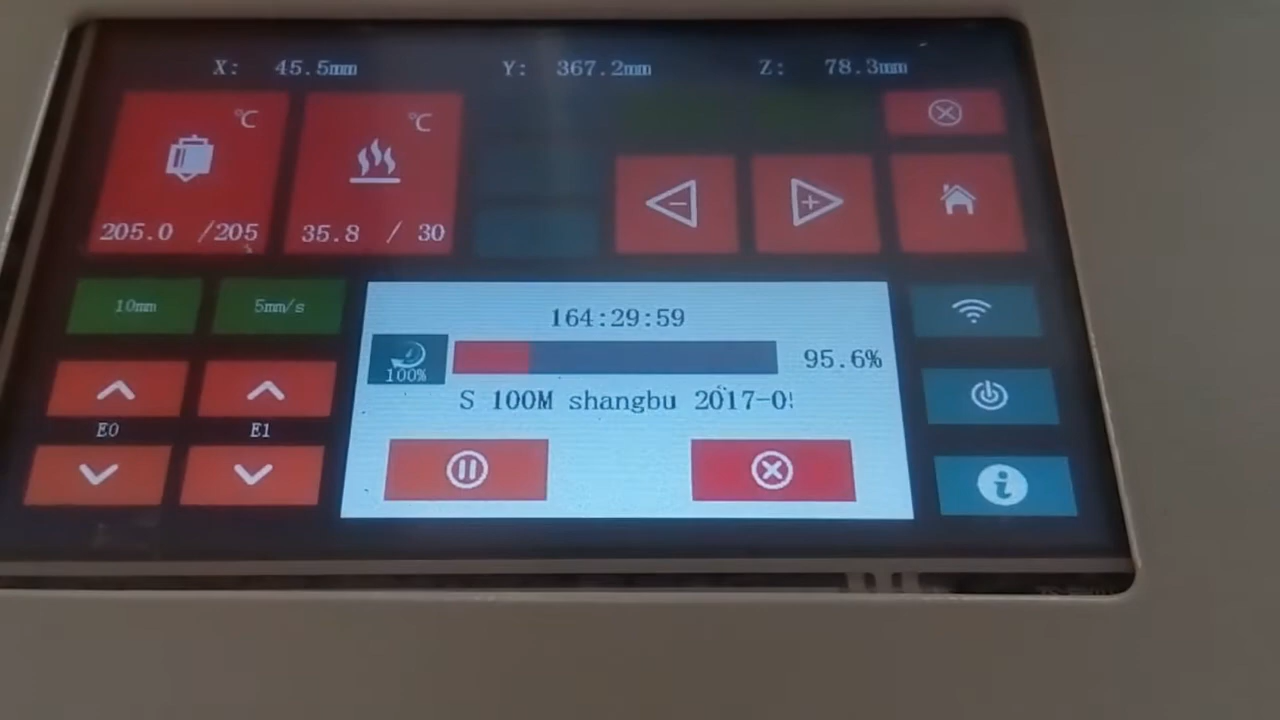 X: 45.5mm Y: 367.2mm Z: 78.3mm
℃ ℃
205.0 /205 35.8 / 30
10mm 5mm/s
164:29:59
100% 95.6%
S 100M shangbu 2017-0
E0 E1